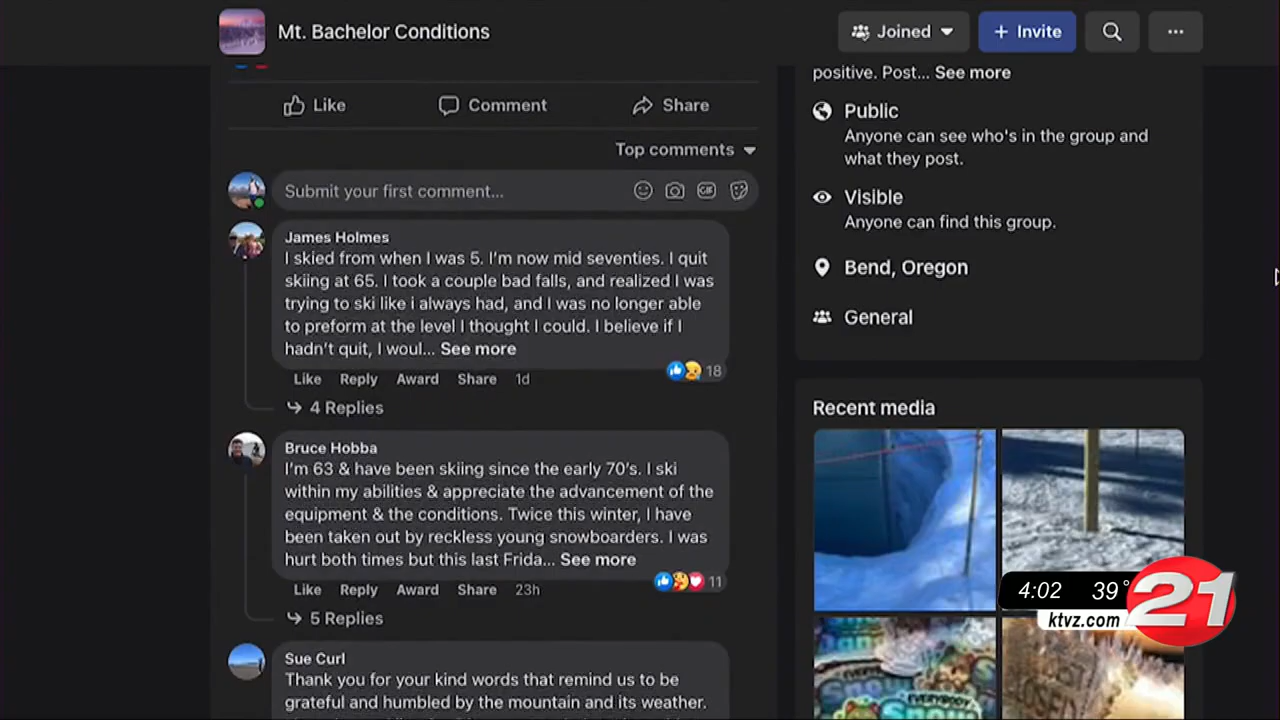 Mt. Bachelor Conditions
Joined
+ Invite
Like
Comment
Share
Top comments
Submit your first comment...
GIF
James Holmes
I skied from when I was 5. I'm now mid seventies. I quit
skiing at 65. I took a couple bad falls, and realized I was
trying to ski like i always had, and I was no longer able
to preform at the level I thought I could. I believe if I
hadn't quit, I woul... See more
18
Like Reply Award Share 1d
4 Replies
Bruce Hobba
I'm 63 & have been skiing since the early 70's. I ski
within my abilities & appreciate the advancement of the
equipment & the conditions. Twice this winter, I have
been taken out by reckless young snowboarders. I was
hurt both times but this last Frida... See more
11
Like Reply Award Share 23h
5 Replies
Sue Curl
Thank you for your kind words that remind us to be
grateful and humbled by the mountain and its weather.
positive. Post... See more
Public
Anyone can see who's in the group and
what they post.
Visible
Anyone can find this group.
Bend, Oregon
General
Recent media
4:02 39°
21
ktvz.com